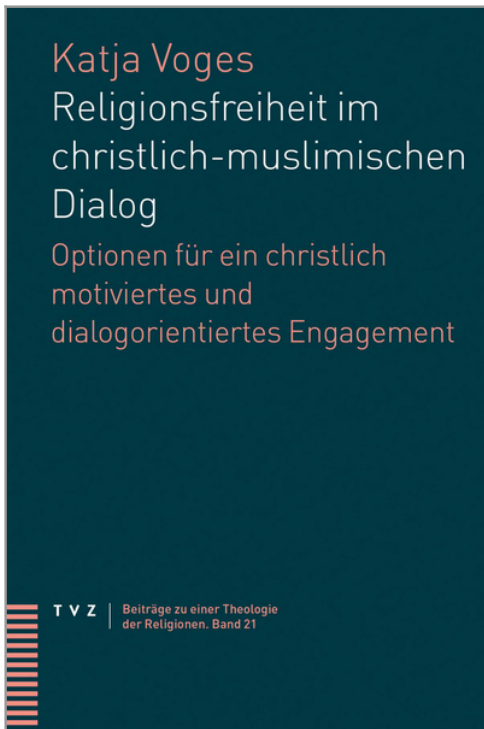 Katja Voges
Religionsfreiheit im
christlich-muslimischen
Dialog
Optionen für ein christlich
motiviertes und
dialogorientiertes Engagement
TVZ
Beiträge zu einer Theologie
der Religionen. Band 21